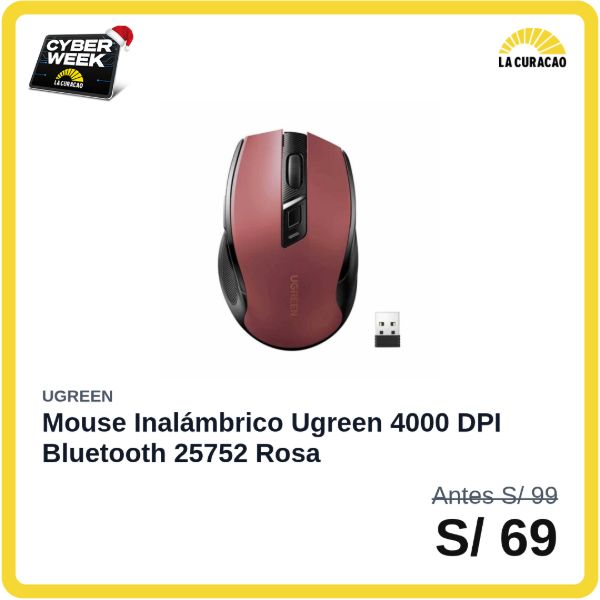 CYBER
WEEK
LA CURACAO
LA CURACAO
UGREEN
UGREEN
Mouse Inalámbrico Ugreen 4000 DPI
Bluetooth 25752 Rosa
Antes S/ 99
S/ 69